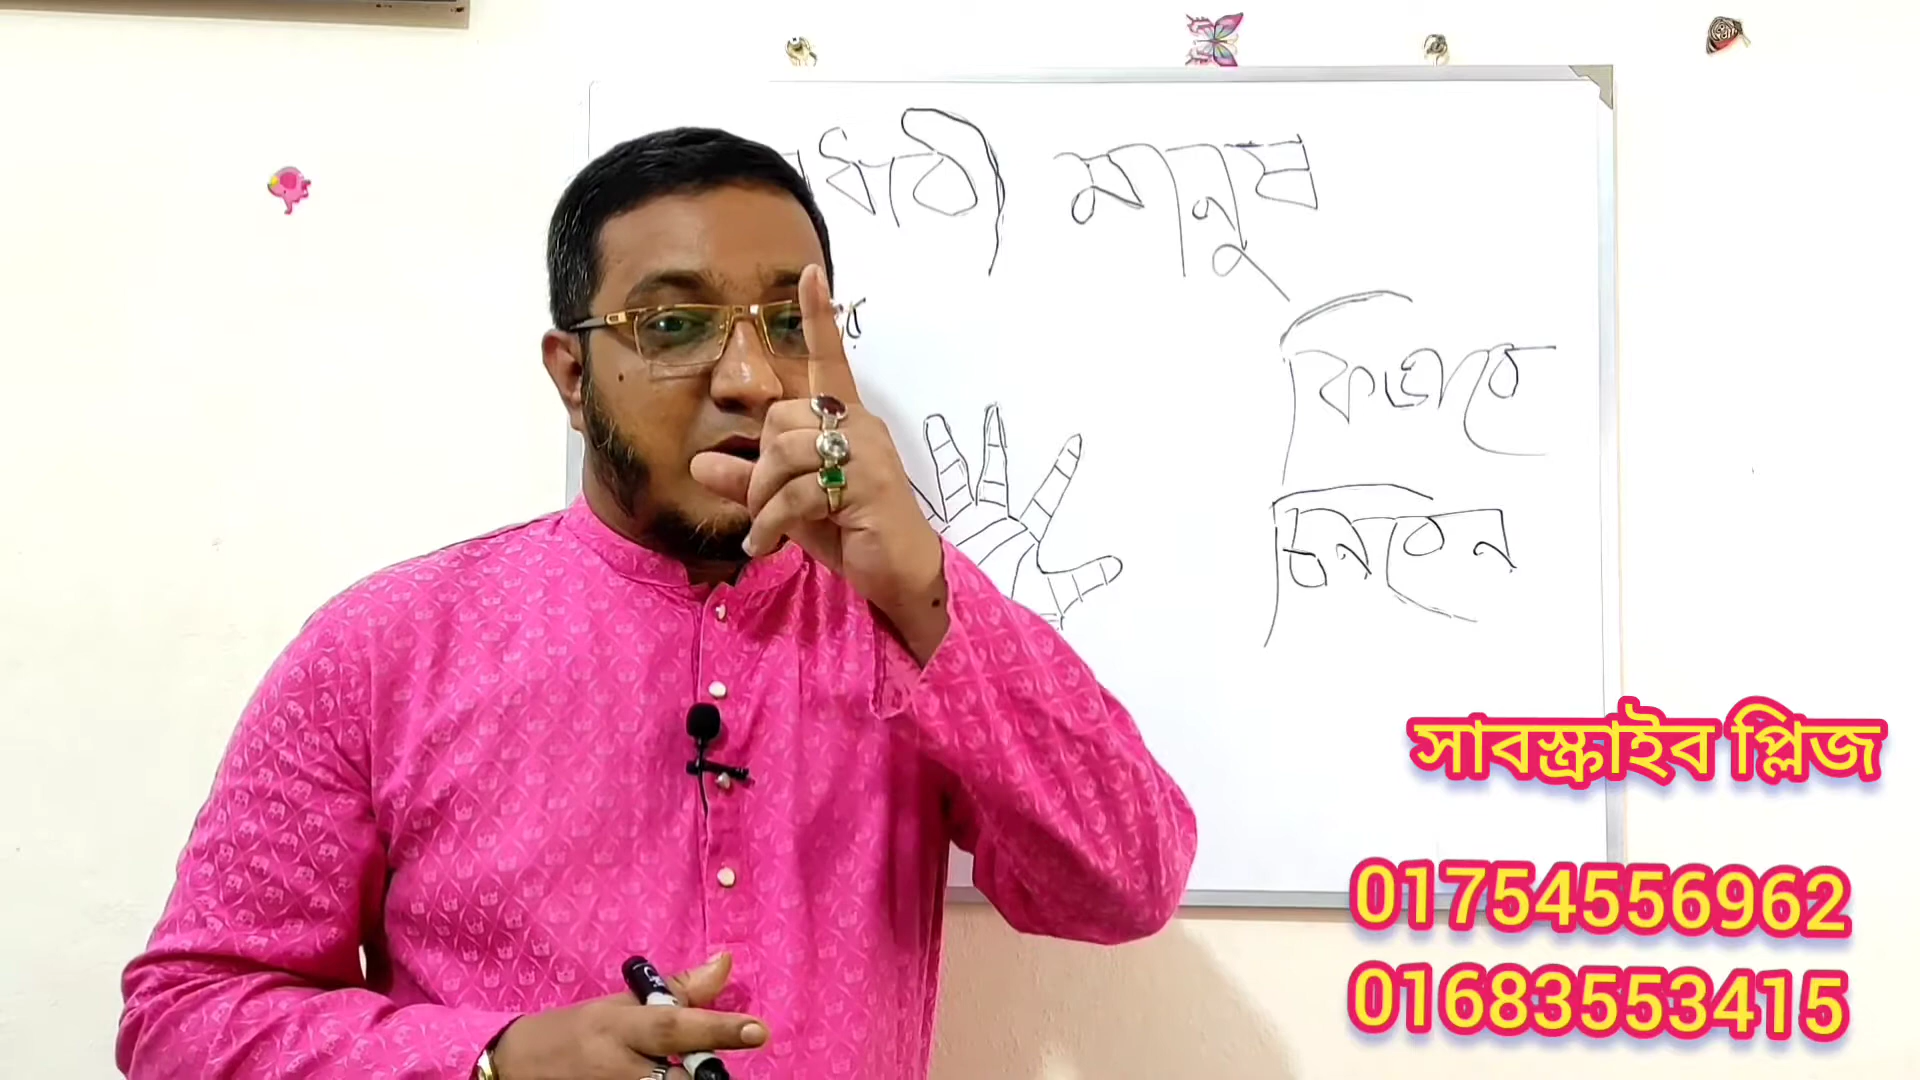 মানুষ
কিভাবে
চিনবেন
সাবস্ক্রাইব প্লিজ
01754556962
01683553415